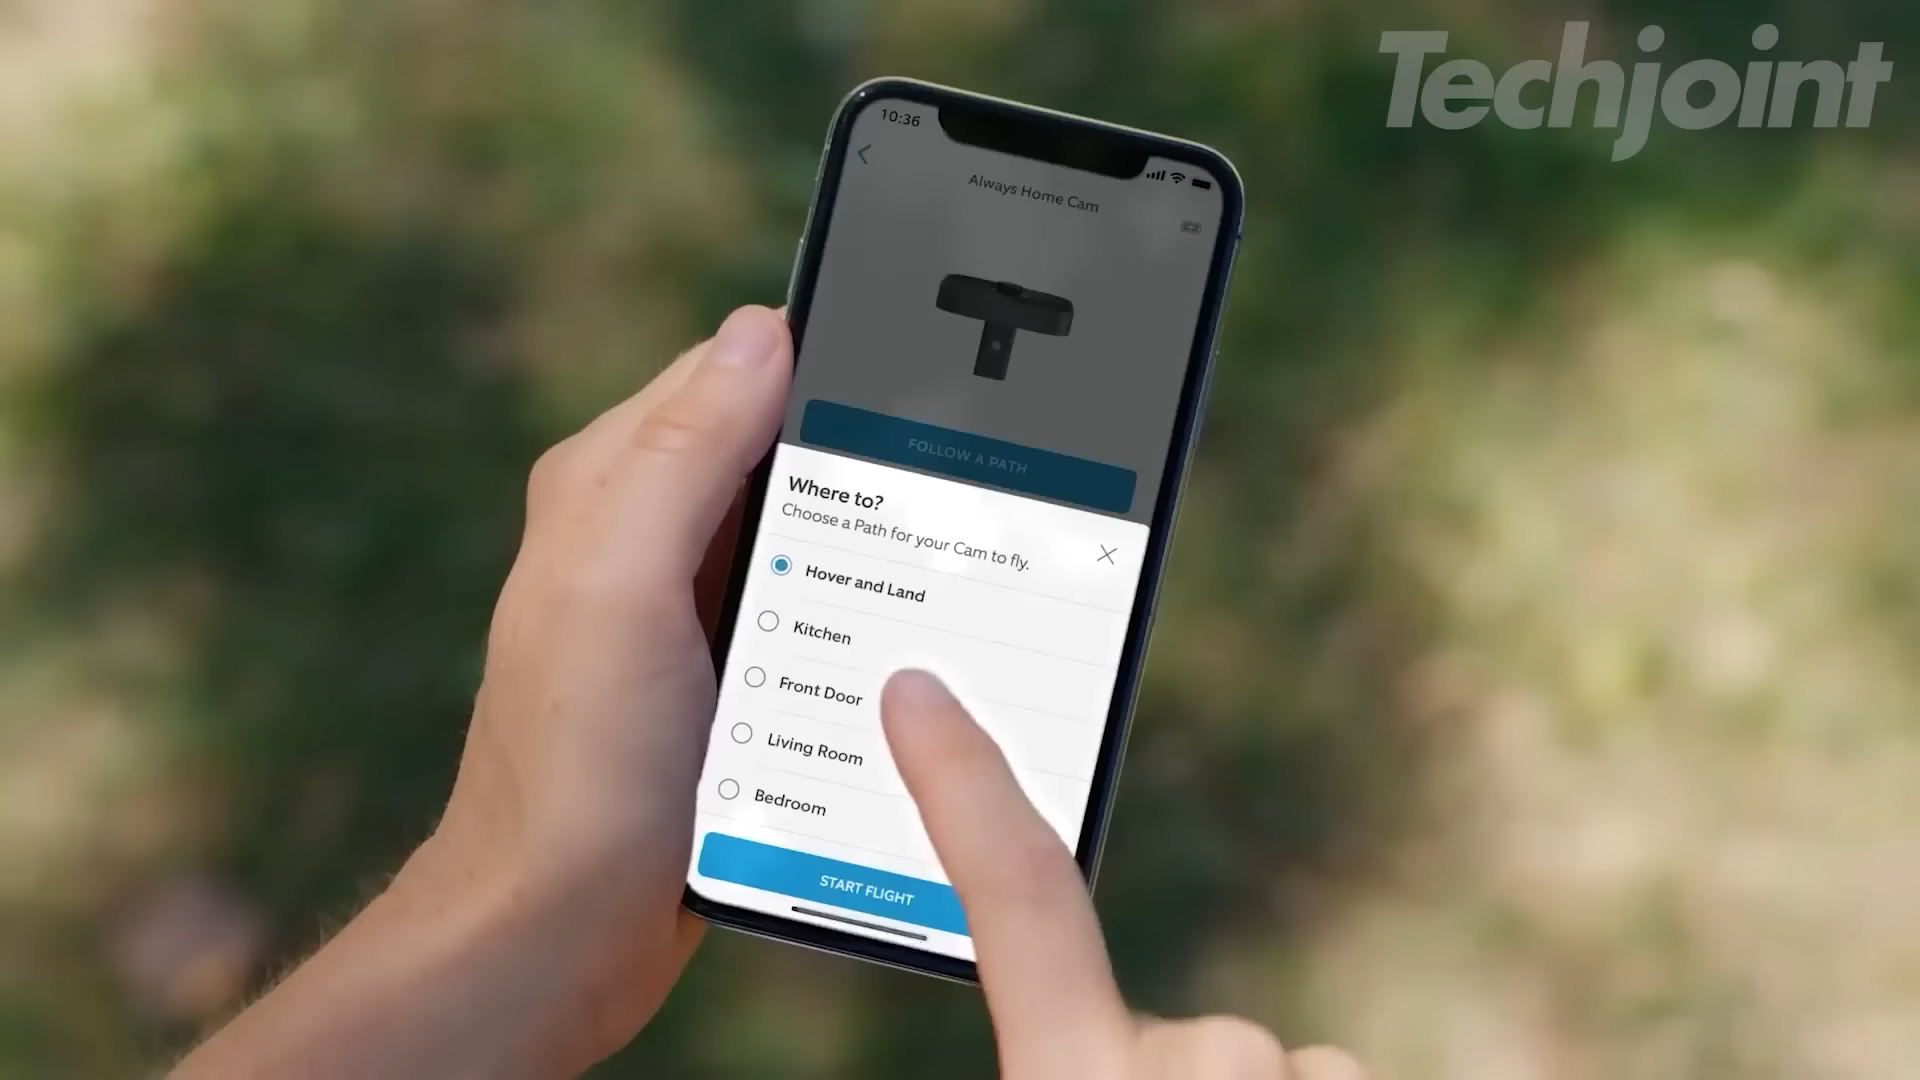 Techjoint
10:36
Always Home Cam
FOLLOW A PATH
Where to?
Choose a Path for your Cam to fly.
Hover and Land
Kitchen
Front Door
Living Room
Bedroom
START FLIGHT